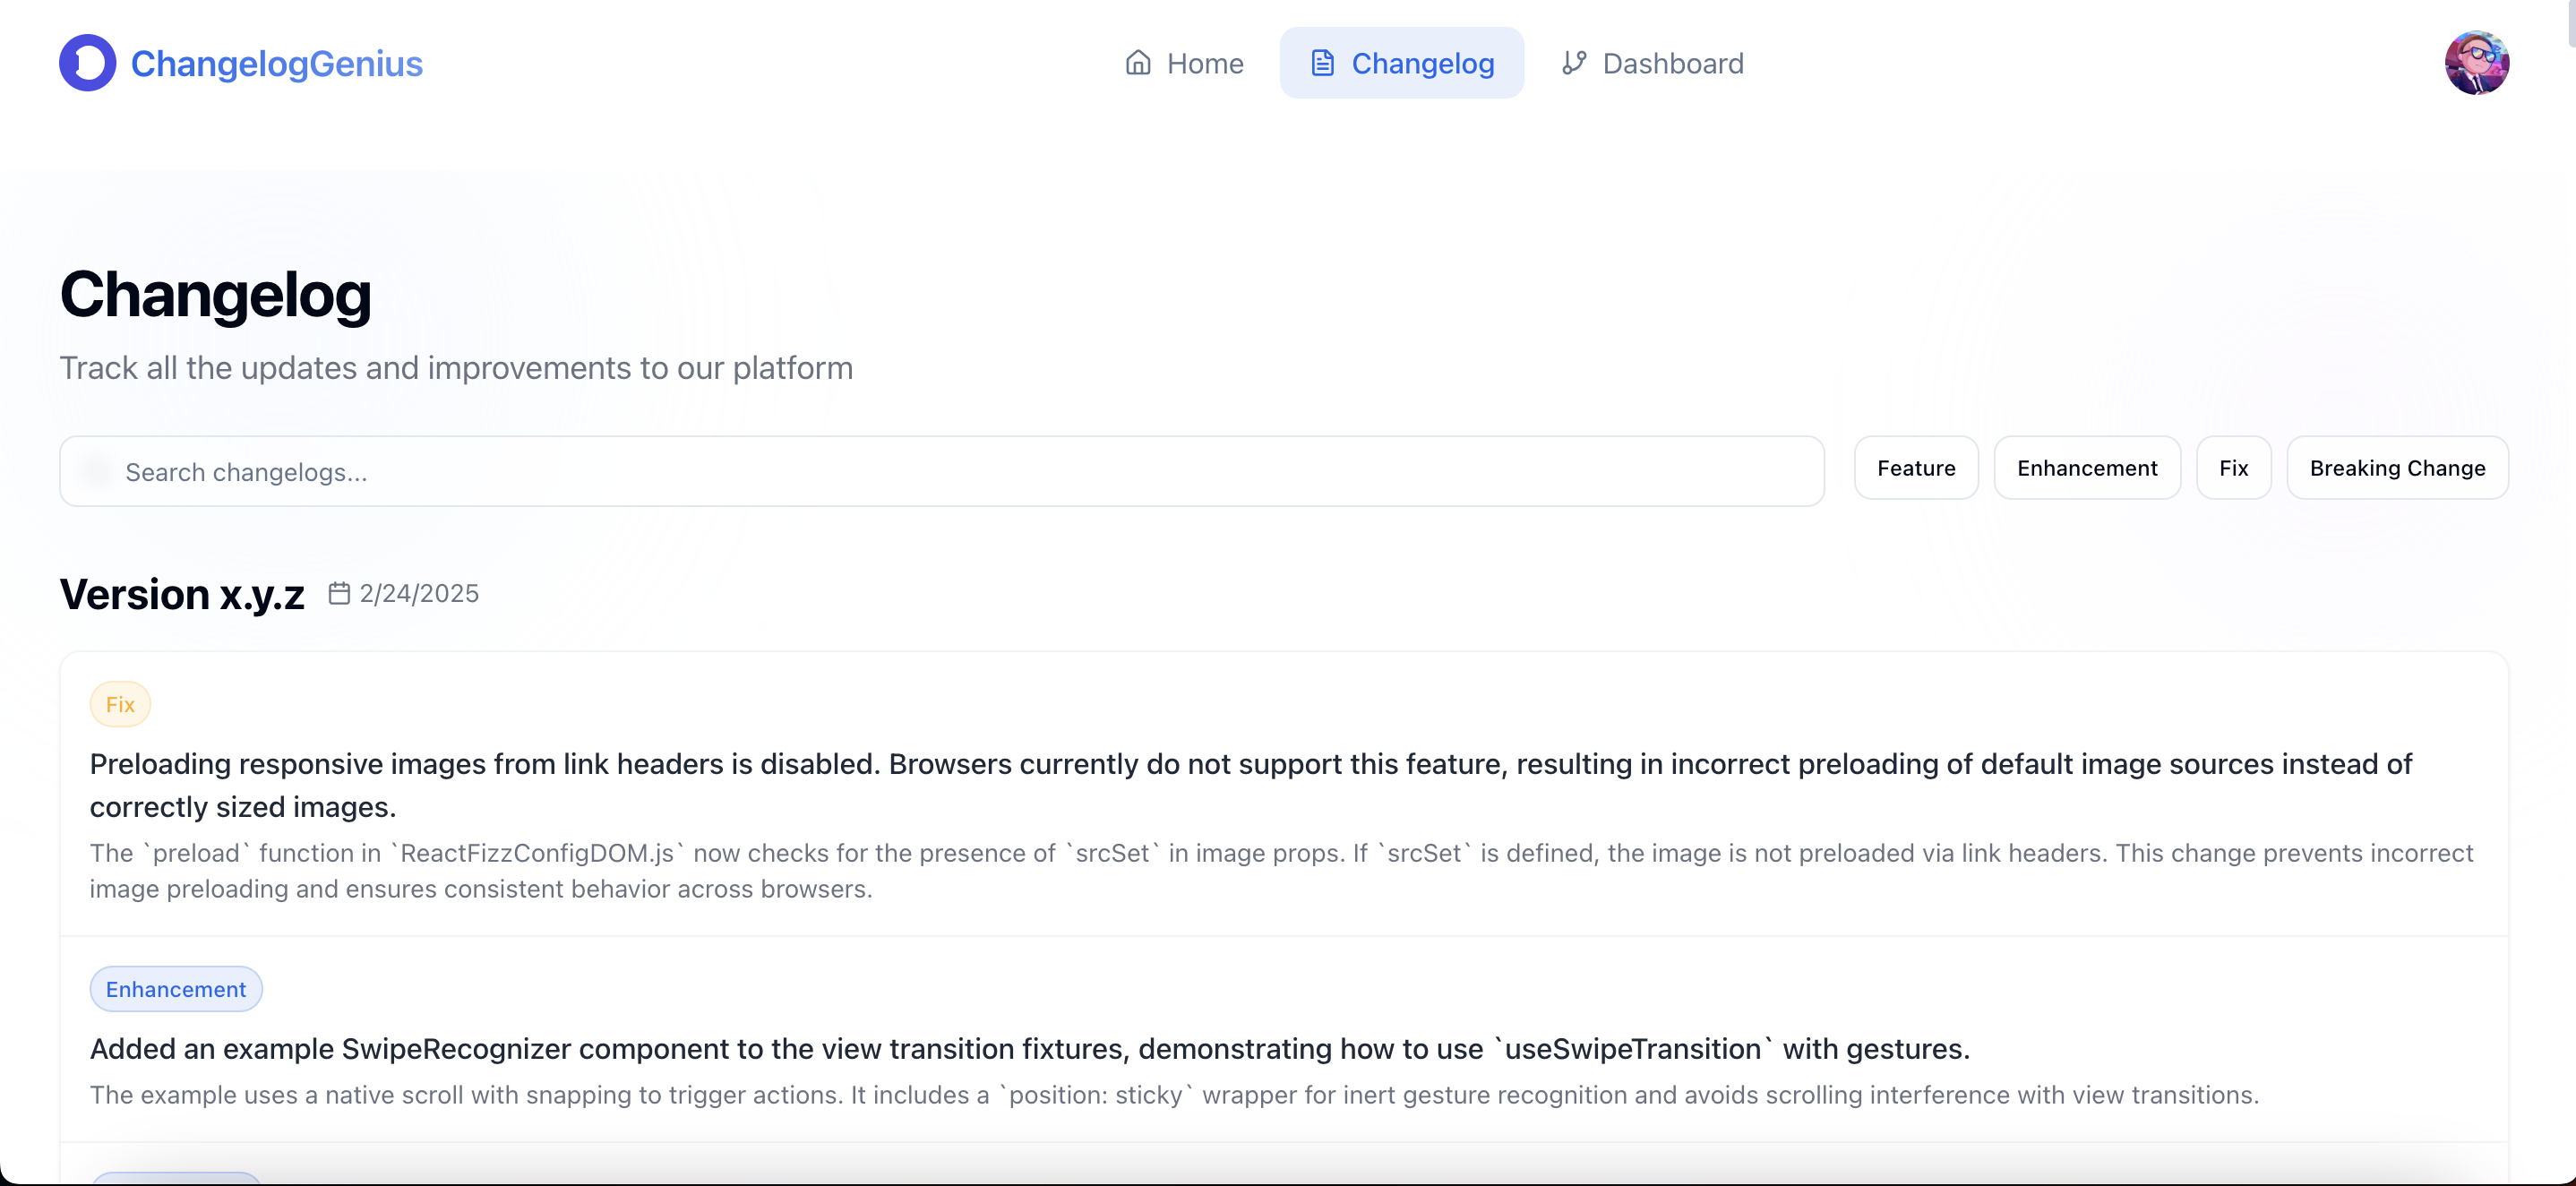 ChangelogGenius
Home
Changelog
Dashboard
Changelog
Track all the updates and improvements to our platform
Search changelogs...
Feature
Enhancement
Fix
Breaking Change
Version x.y.z
2/24/2025
Fix
Preloading responsive images from link headers is disabled. Browsers currently do not support this feature, resulting in incorrect preloading of default image sources instead of
correctly sized images.
The `preload` function in `ReactFizzConfigDOM.js` now checks for the presence of `srcSet` in image props. If `srcSet` is defined, the image is not preloaded via link headers. This change prevents incorrect
image preloading and ensures consistent behavior across browsers.
Enhancement
Added an example SwipeRecognizer component to the view transition fixtures, demonstrating how to use `useSwipeTransition` with gestures.
The example uses a native scroll with snapping to trigger actions. It includes a `position: sticky` wrapper for inert gesture recognition and avoids scrolling interference with view transitions.